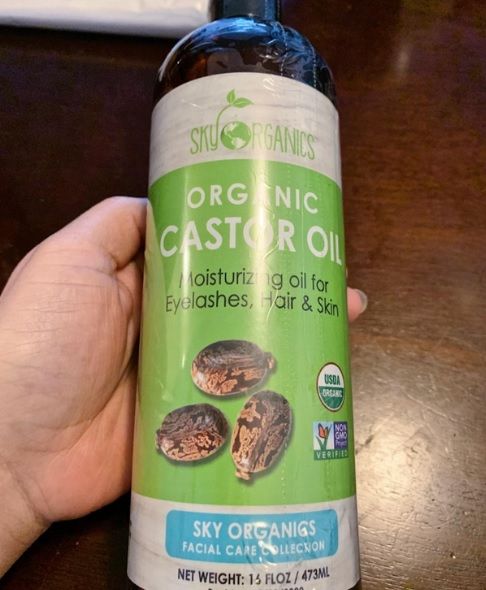 SKY ORGANICS
ORGANIC
CASTOR OIL
Moisturizing oil for
Eyelashes, Hair & Skin
USDA
ORGANIC
NON
GMO
Project
VERIFIED
SKY ORGANICS
FACIAL CARE COLLECTION
NET WEIGHT: 16 FLOZ / 473ML